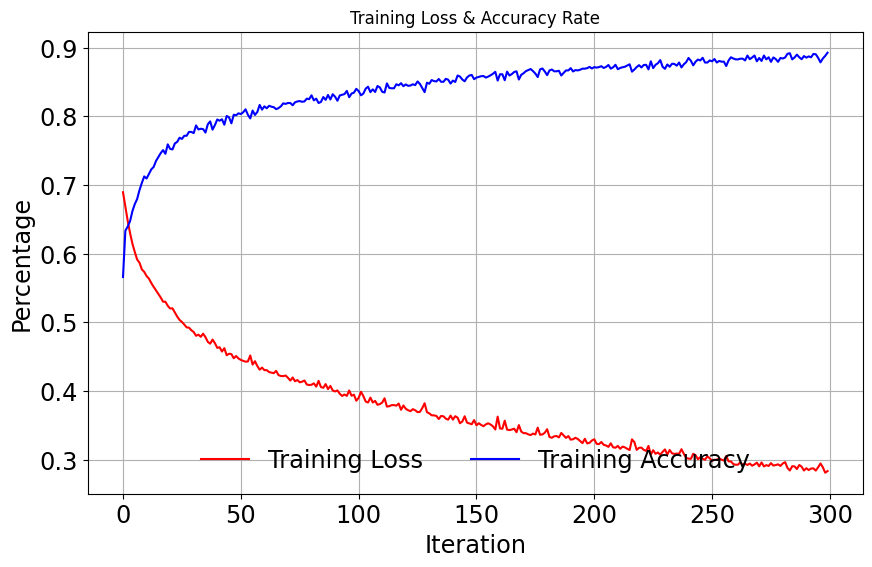 Training Loss & Accuracy Rate
0.9
0.8
0.7
0.6
0.5
0.4
0.3
Percentage
Training Loss
Training Accuracy
0 50 100 150 200 250 300
Iteration